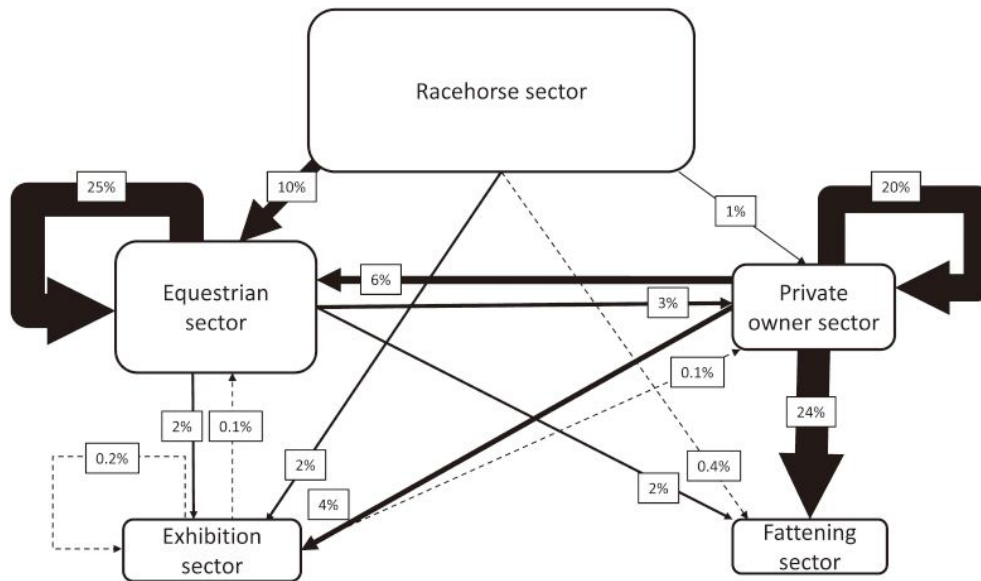 Racehorse sector
25%
10%
20%
1%
Equestrian
sector
6%
3%
Private
owner sector
0.1%
2%
0.1%
24%
0.2%
2%
0.4%
4%
2%
Exhibition
sector
Fattening
sector